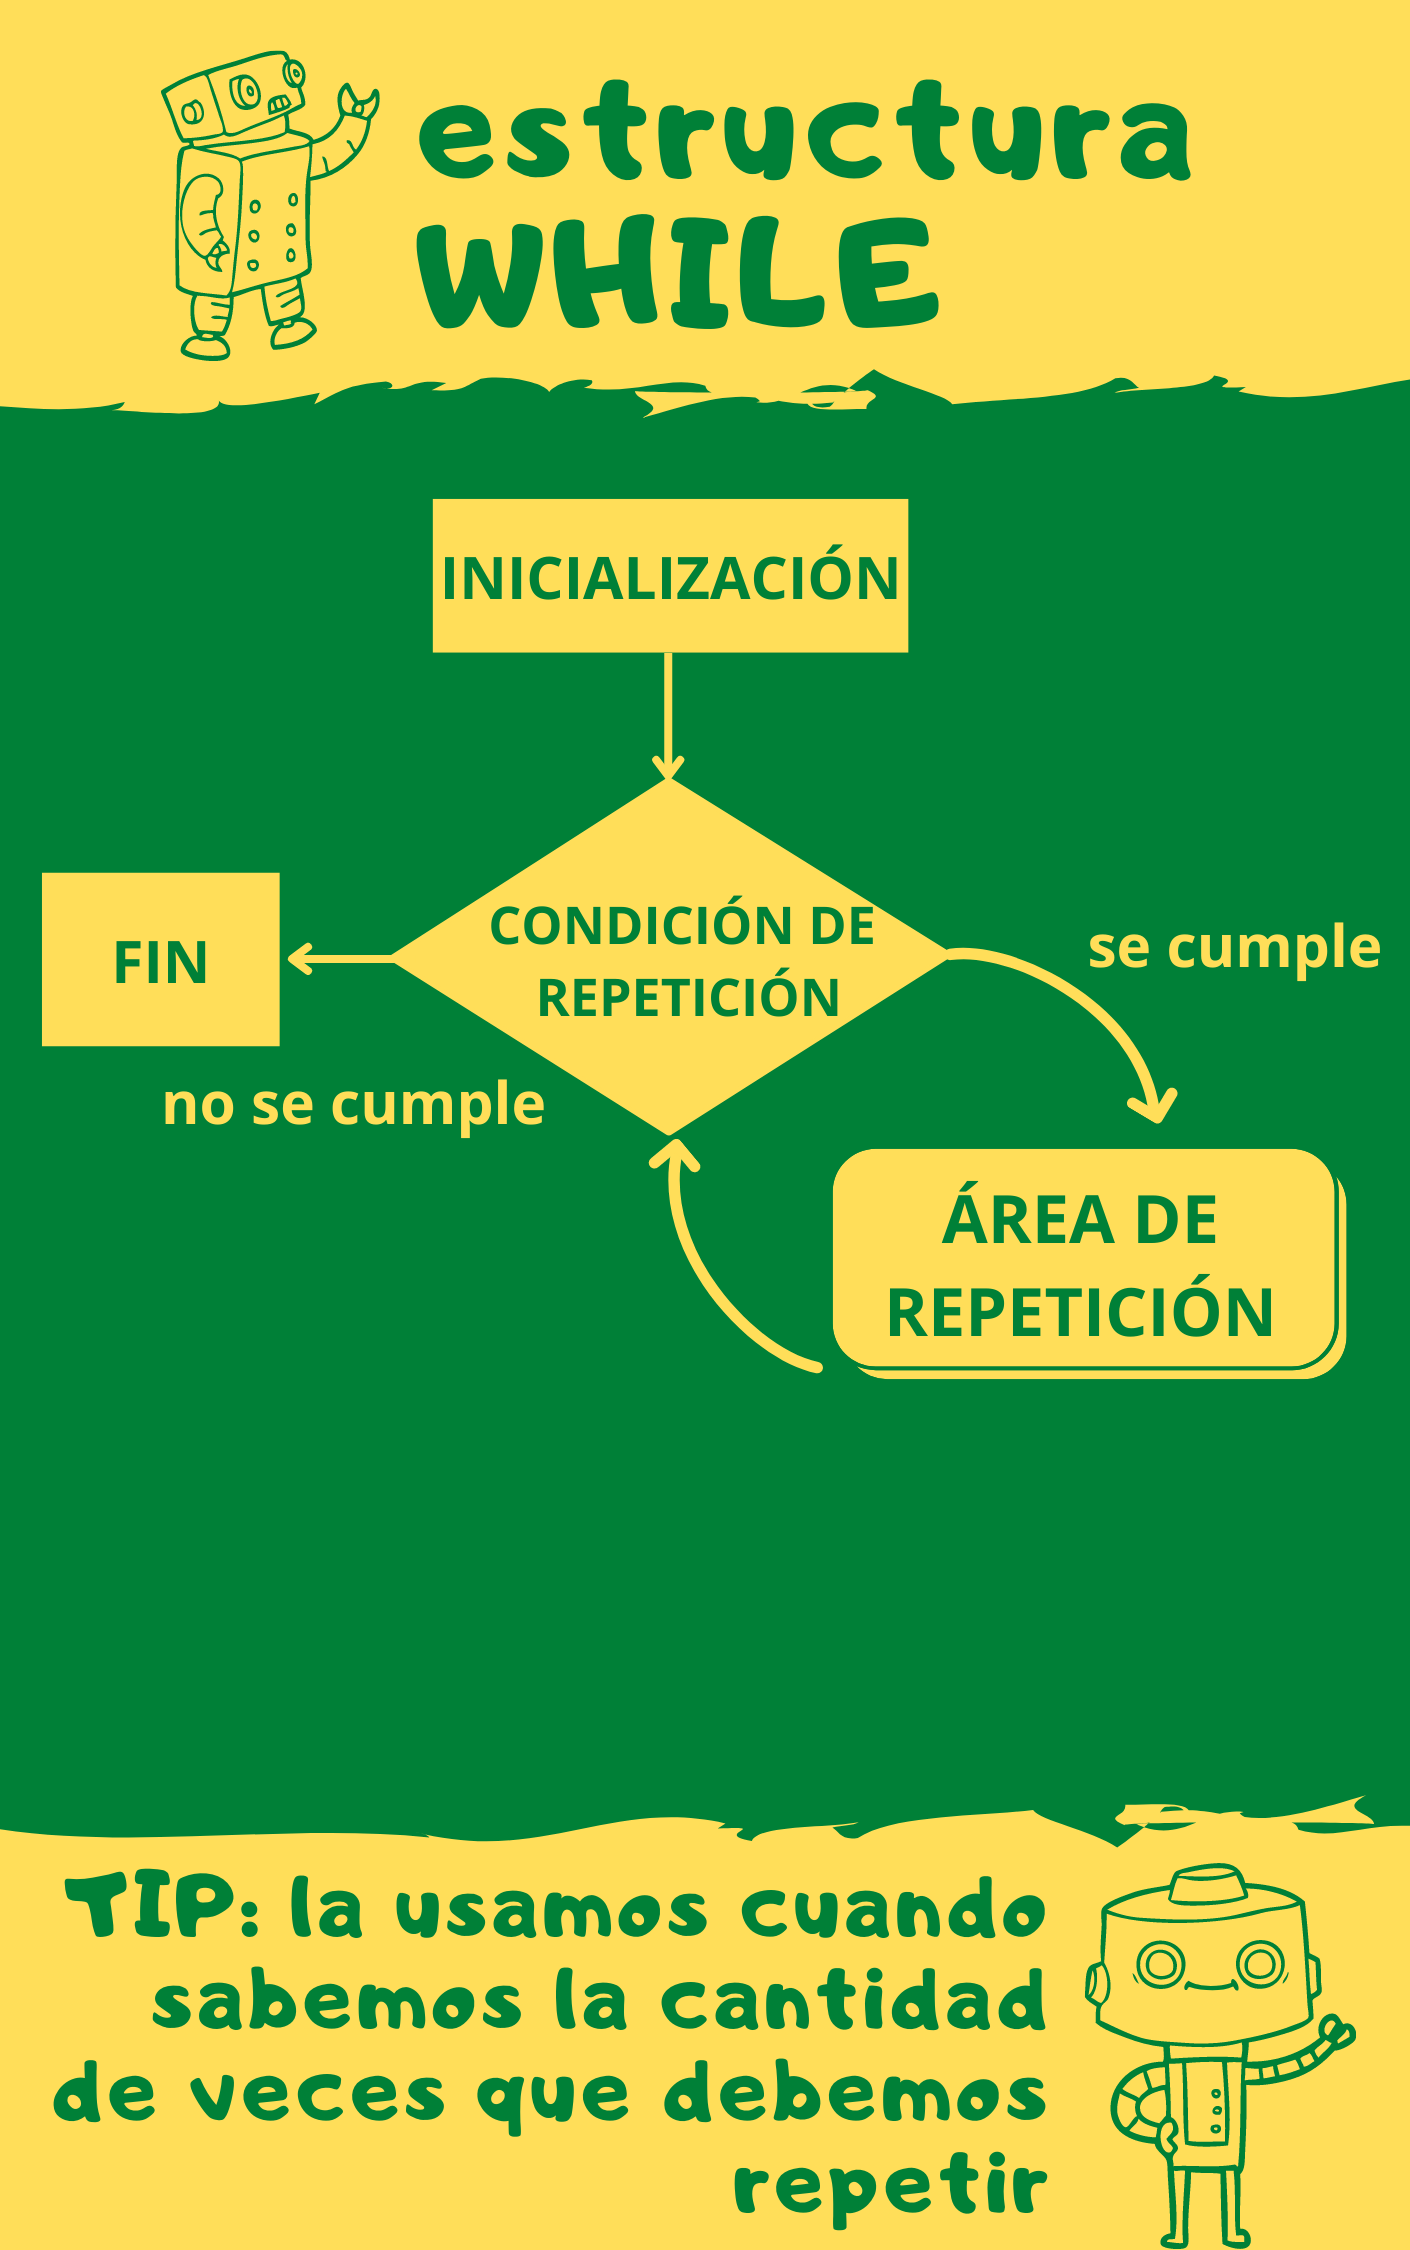 estructura
WHILE
INICIALIZACIÓN
CONDICIÓN DE
REPETICIÓN
FIN
se cumple
no se cumple
ÁREA DE
REPETICIÓN
TIP: la usamos cuando
sabemos la cantidad
de veces que debemos
repetir